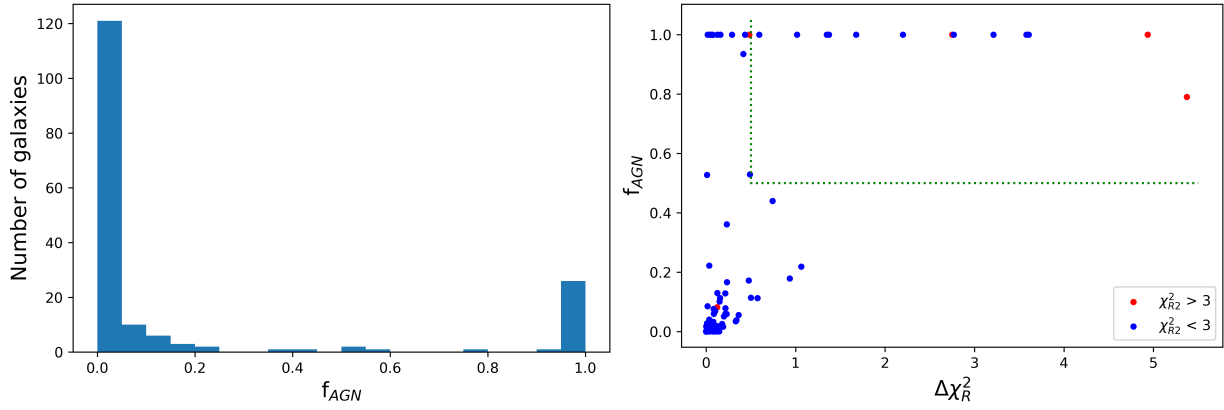 Number of galaxies
120
100
80
60
40
20
0
0.0 0.2 0.4 0.6 0.8 1.0
f_AGN
f_AGN
1.0
0.8
0.6
0.4
0.2
0.0
χ²_R2 > 3
χ²_R2 < 3
0 1 2 3 4 5
Δχ²_R